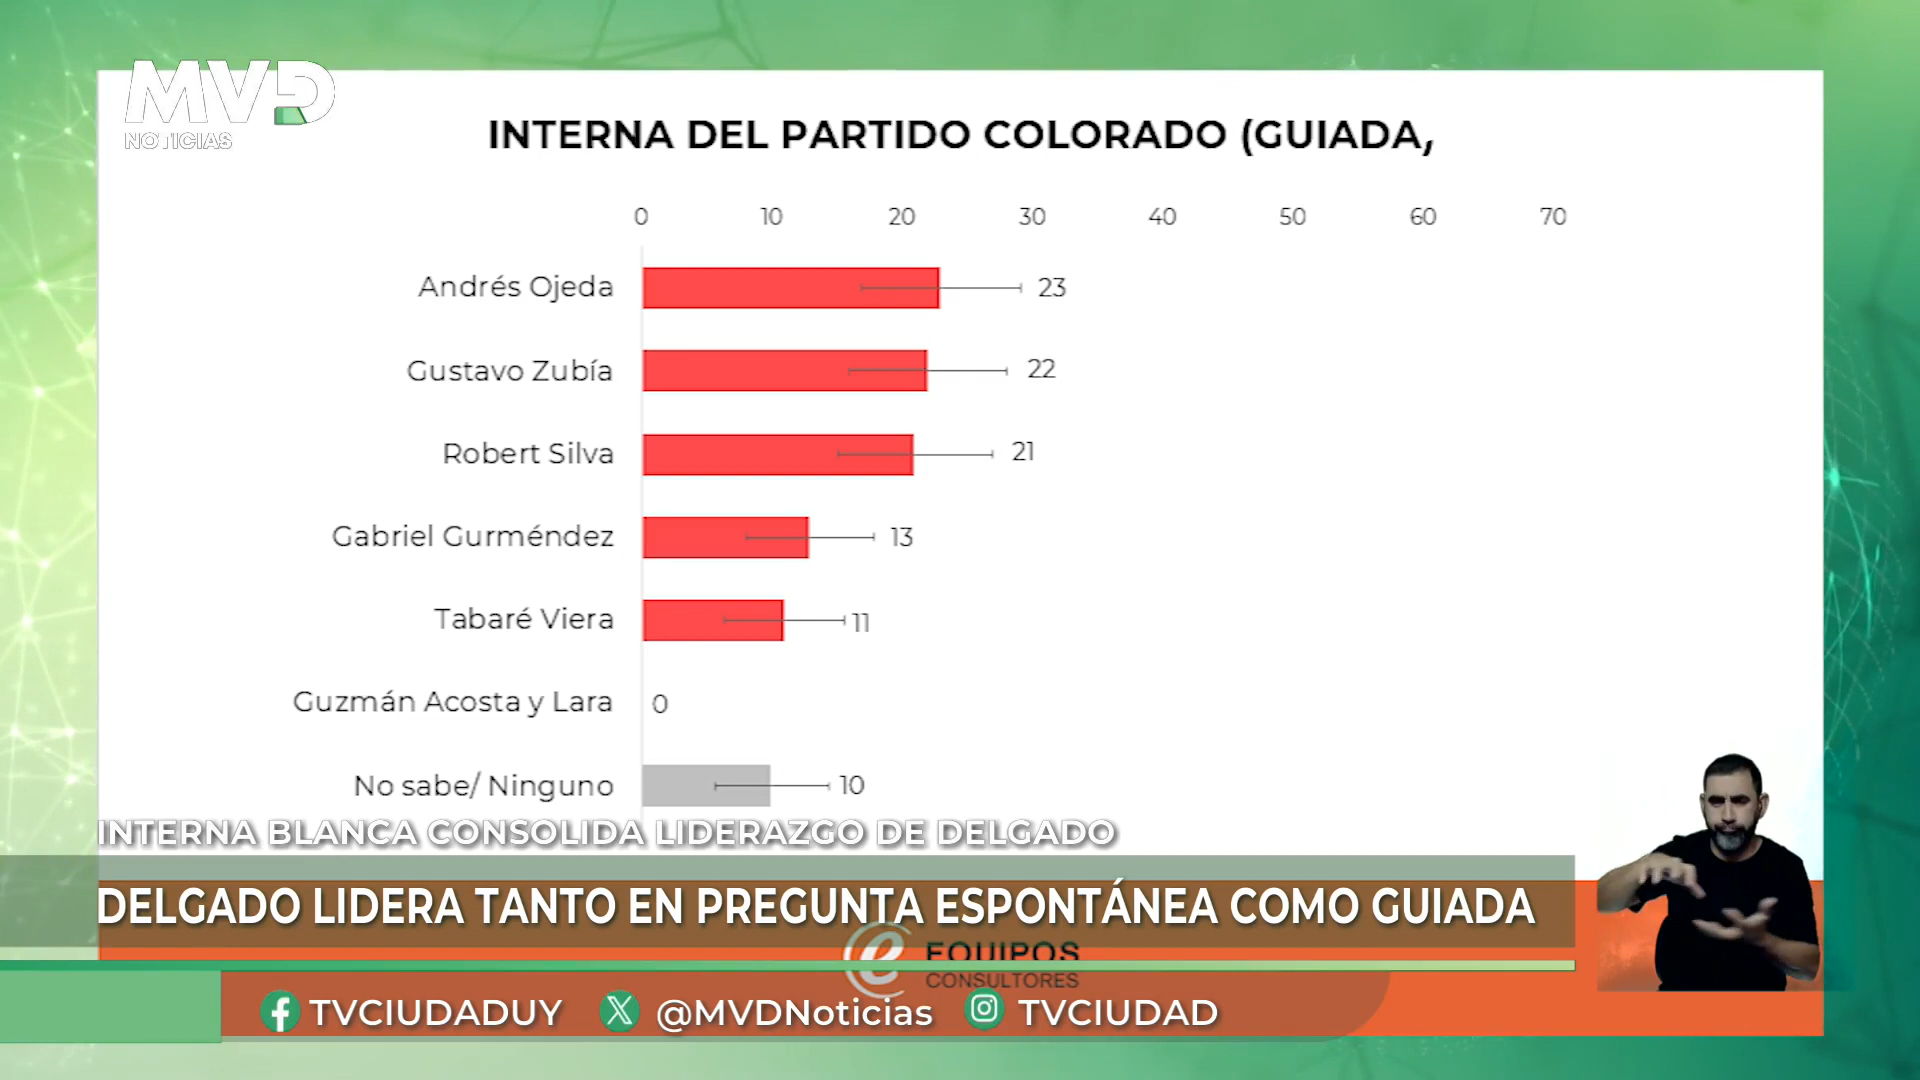 MVD
NOTICIAS
INTERNA DEL PARTIDO COLORADO (GUIADA,
0 10 20 30 40 50 60 70
Andrés Ojeda 23
Gustavo Zubía 22
Robert Silva 21
Gabriel Gurméndez 13
Tabaré Viera 11
Guzmán Acosta y Lara 0
No sabe/ Ninguno 10
INTERNA BLANCA CONSOLIDA LIDERAZGO DE DELGADO
DELGADO LIDERA TANTO EN PREGUNTA ESPONTÁNEA COMO GUIADA
EQUIPOS
CONSULTORES
TVCIUDADUY @MVDNoticias TVCIUDAD